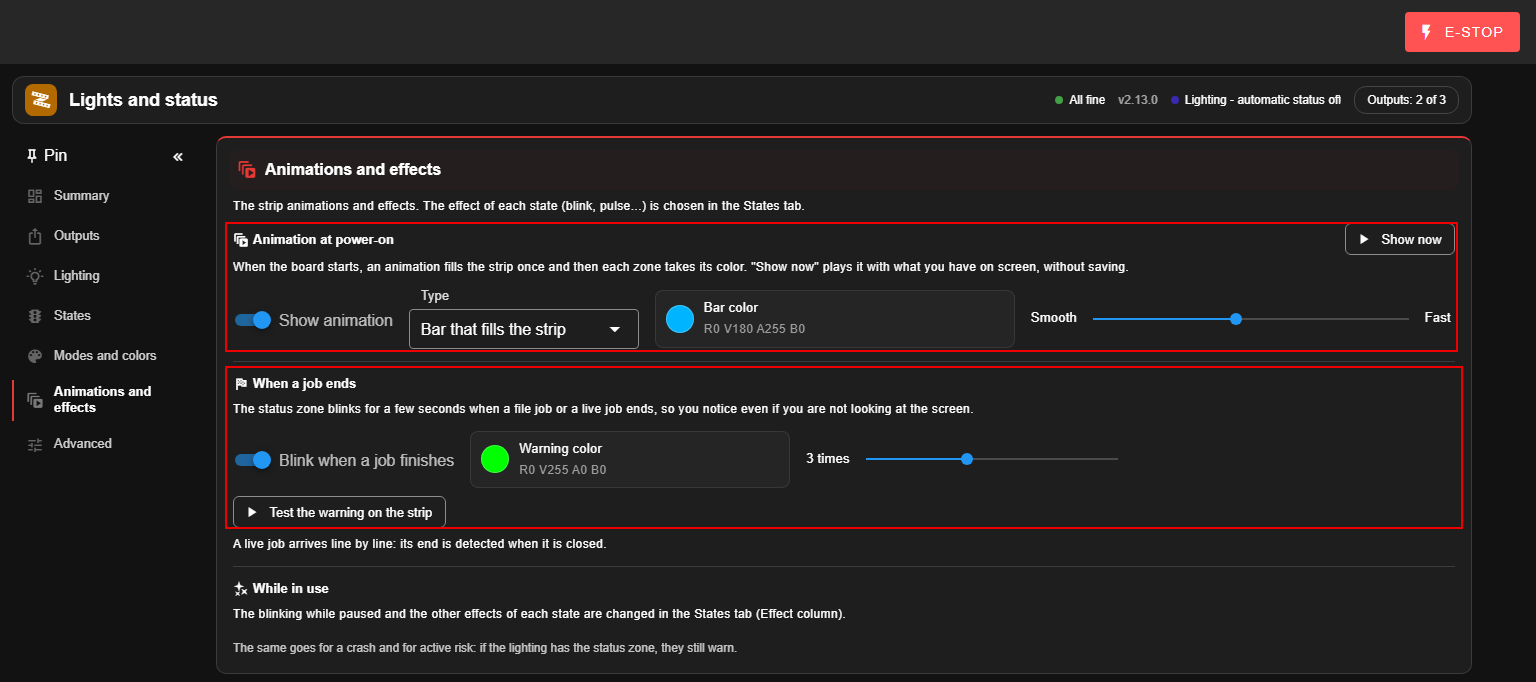 E-STOP
Lights and status
All fine
v2.13.0
Lighting - automatic status off
Outputs: 2 of 3
Pin
Summary
Outputs
Lighting
States
Modes and colors
Animations and
effects
Advanced
Animations and effects
The strip animations and effects. The effect of each state (blink, pulse...) is chosen in the States tab.
Animation at power-on
Show now
When the board starts, an animation fills the strip once and then each zone takes its color. "Show now" plays it with what you have on screen, without saving.
Show animation
Type
Bar that fills the strip
Bar color
R0 V180 A255 B0
Smooth
Fast
When a job ends
The status zone blinks for a few seconds when a file job or a live job ends, so you notice even if you are not looking at the screen.
Blink when a job finishes
Warning color
R0 V255 A0 B0
3 times
Test the warning on the strip
A live job arrives line by line: its end is detected when it is closed.
While in use
The blinking while paused and the other effects of each state are changed in the States tab (Effect column).
The same goes for a crash and for active risk: if the lighting has the status zone, they still warn.